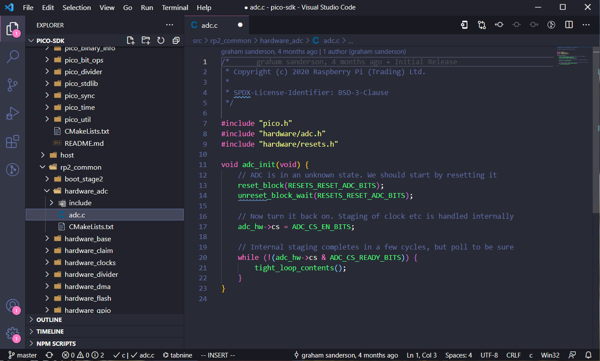 File Edit Selection View Go Run Terminal Help
● adc.c - pico-sdk - Visual Studio Code
EXPLORER
PICO-SDK
pico_binary_info
pico_bit_ops
pico_divider
pico_stdlib
pico_sync
pico_time
pico_util
CMakeLists.txt
README.md
host
rp2_common
boot_stage2
hardware_adc
include
adc.c
CMakeLists.txt
hardware_base
hardware_claim
hardware_clocks
hardware_divider
hardware_dma
hardware_flash
hardware_gpio
OUTLINE
TIMELINE
NPM SCRIPTS
adc.c ●
src > rp2_common > hardware_adc > adc.c > ...
graham sanderson, 4 months ago | 1 author (graham sanderson)
1 /* graham sanderson, 4 months ago • Initial Release
2 * Copyright (c) 2020 Raspberry Pi (Trading) Ltd.
3 *
4 * SPDX-License-Identifier: BSD-3-Clause
5 */
6
7 #include "pico.h"
8 #include "hardware/adc.h"
9 #include "hardware/resets.h"
10
11 void adc_init(void) {
12 // ADC is in an unknown state. We should start by resetting it
13 reset_block(RESETS_RESET_ADC_BITS);
14 unreset_block_wait(RESETS_RESET_ADC_BITS);
15
16 // Now turn it back on. Staging of clock etc is handled internally
17 adc_hw->cs = ADC_CS_EN_BITS;
18
19 // Internal staging completes in a few cycles, but poll to be sure
20 while (!(adc_hw->cs & ADC_CS_READY_BITS)) {
21 tight_loop_contents();
22 }
23 }
24
master 0 0 2 c | adc.c tabnine -- INSERT -- graham sanderson, 4 months ago Ln 1, Col 3 Spaces: 4 UTF-8 CRLF c Win32